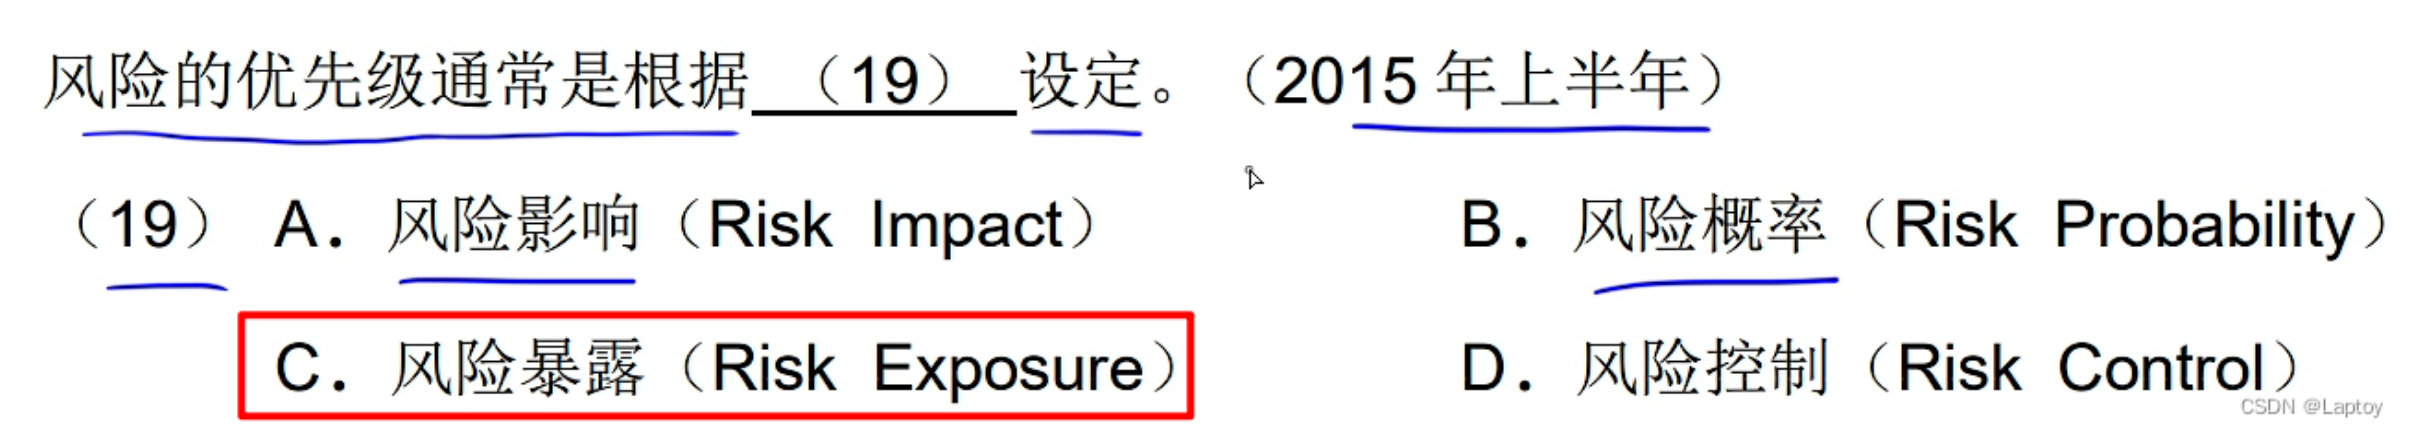 风险的优先级通常是根据 （19） 设定。（2015 年上半年）
（19） A．风险影响（Risk Impact） B．风险概率（Risk Probability）
C．风险暴露（Risk Exposure） D．风险控制（Risk Control）
CSDN @Laptoy